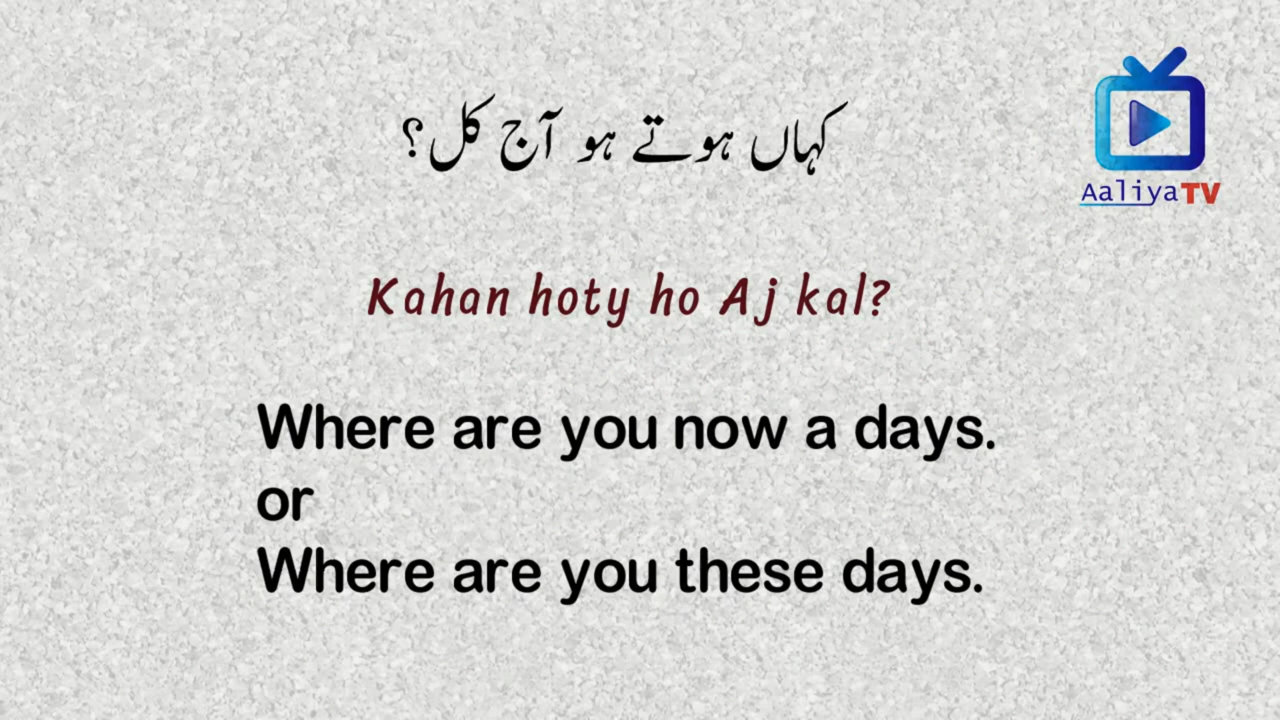 کہاں ہوتے ہو آج کل؟
AaliyaTV
Kahan hoty ho Aj kal?
Where are you now a days.
or
Where are you these days.